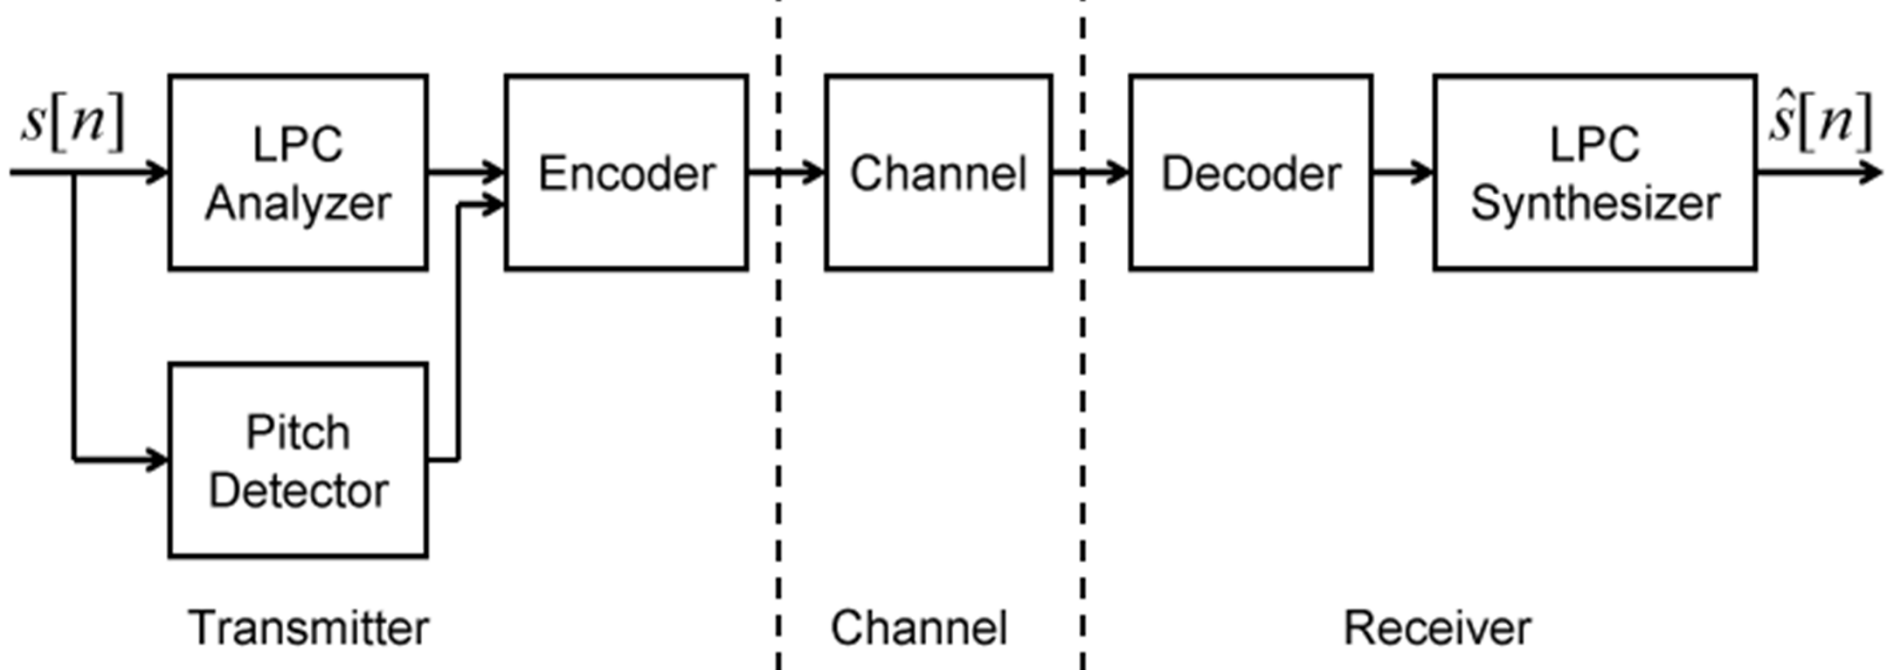 s[n]
LPC
Analyzer
Encoder
Channel
Decoder
LPC
Synthesizer
ŝ[n]
Pitch
Detector
Transmitter
Channel
Receiver